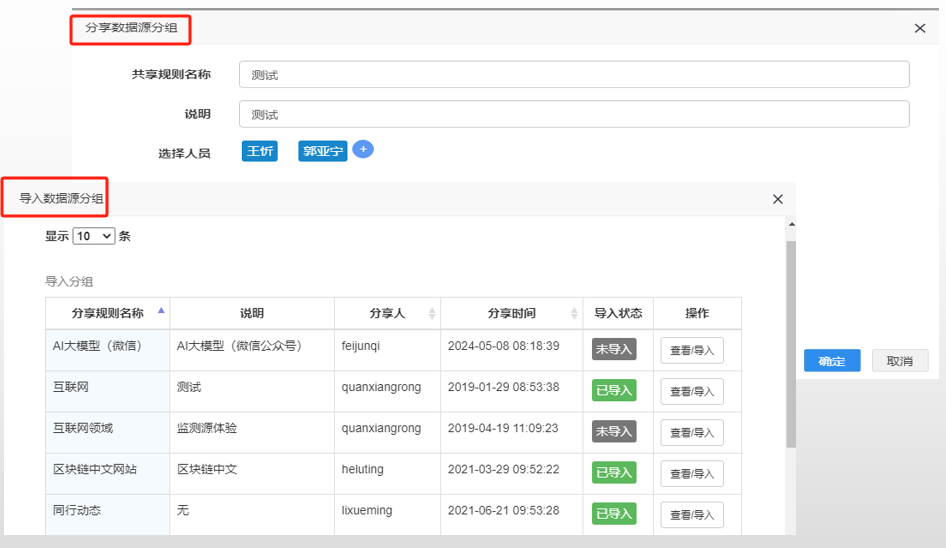 分享数据源分组
共享规则名称 测试
说明 测试
选择人员 王忻 郭亚宁 +
导入数据源分组
显示 10 条
导入分组
分享规则名称 说明 分享人 分享时间 导入状态 操作
AI大模型（微信） AI大模型（微信公众号） feijunqi 2024-05-08 08:18:39 未导入 查看/导入
互联网 测试 quanxiangrong 2019-01-29 08:53:38 已导入 查看/导入
互联网领域 监测源体验 quanxiangrong 2019-04-19 11:09:23 未导入 查看/导入
区块链中文网站 区块链中文 heluting 2021-03-29 09:52:22 已导入 查看/导入
同行动态 无 lixueming 2021-06-21 09:53:28 已导入 查看/导入
确定 取消